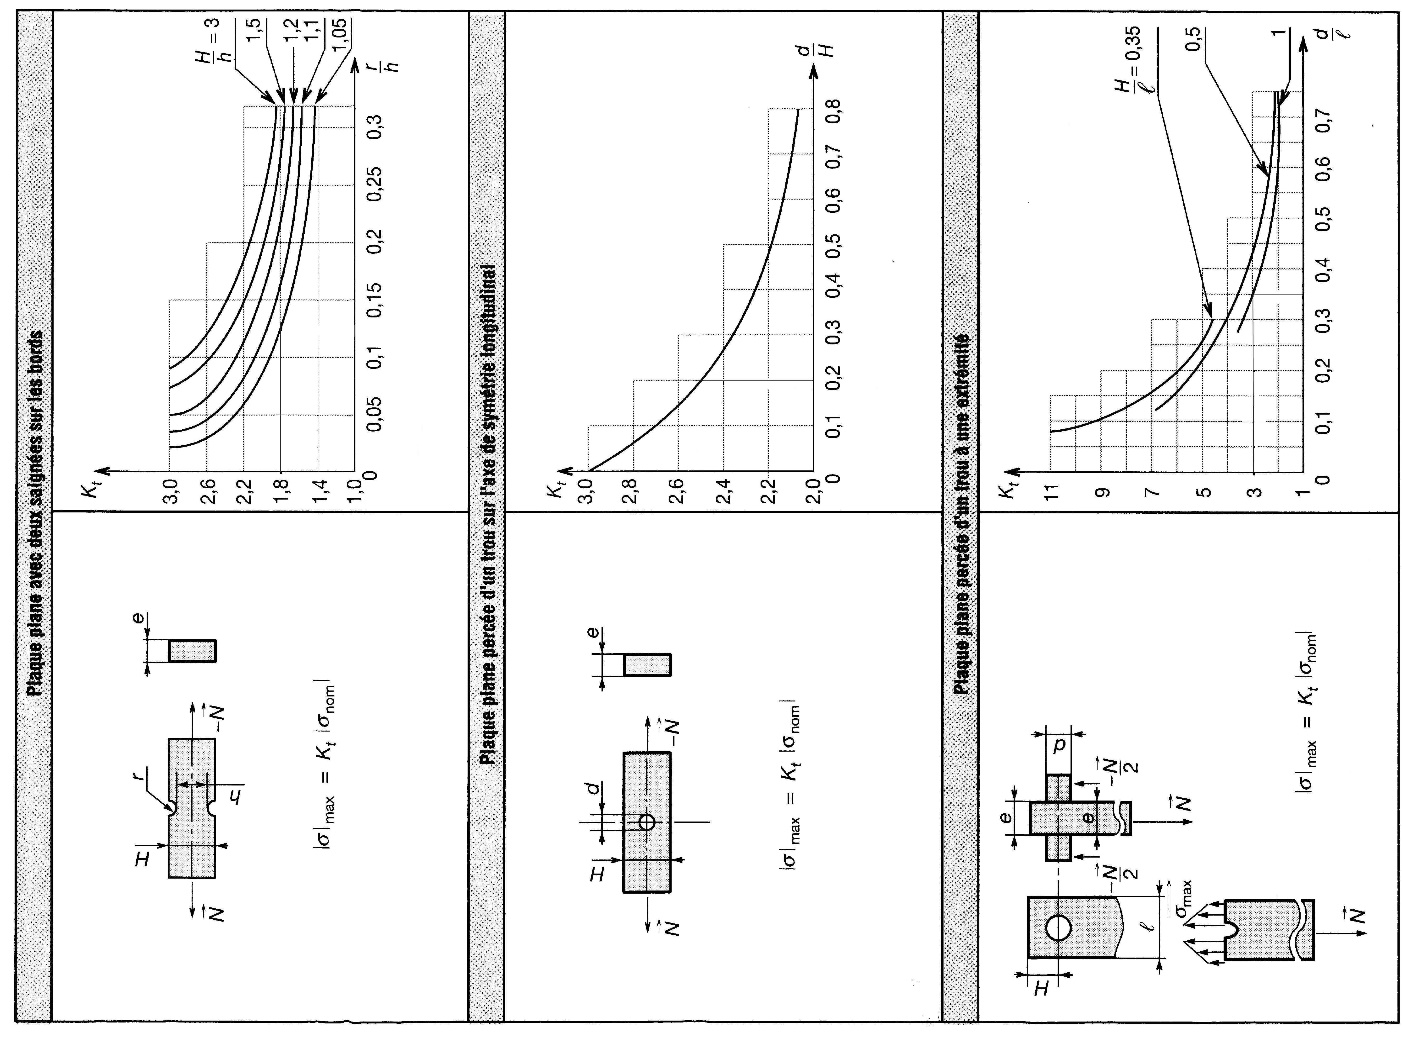 Plaque plane avec deux saignées sur les bords
e
r
h
H
N
-N
|σ|max = Kt |σnom|
Kt
3,0
2,6
2,2
1,8
1,4
1,0
0
0,05
0,1
0,15
0,2
0,25
0,3
r/h
H/h = 3
1,5
1,2
1,1
1,05
Plaque plane percée d'un trou sur l'axe de symétrie longitudinal
e
d
H
N
-N
|σ|max = Kt |σnom|
Kt
3,0
2,8
2,6
2,4
2,2
2,0
0
0,1
0,2
0,3
0,4
0,5
0,6
0,7
0,8
d/H
Plaque plane percée d'un trou à une extrémité
e
d
e
-N/2
-N/2
N
H
ℓ
σmax
N
|σ|max = Kt |σnom|
Kt
11
9
7
5
3
1
0
0,1
0,2
0,3
0,4
0,5
0,6
0,7
d/ℓ
H/ℓ = 0,35
0,5
1